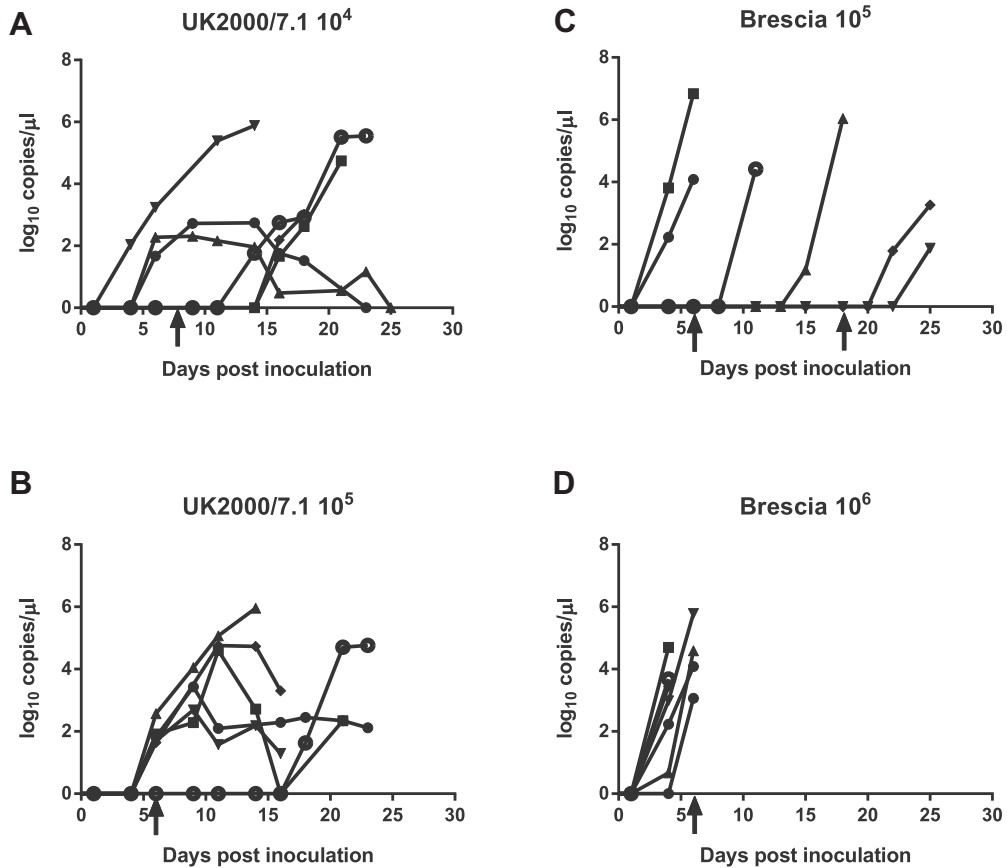 A
UK2000/7.1 10⁴
8
6
4
2
0
log₁₀ copies/µl
0 5 10 15 20 25 30
Days post inoculation
C
Brescia 10⁵
8
6
4
2
0
log₁₀ copies/µl
0 5 10 15 20 25 30
Days post inoculation
B
UK2000/7.1 10⁵
8
6
4
2
0
log₁₀ copies/µl
0 5 10 15 20 25 30
Days post inoculation
D
Brescia 10⁶
8
6
4
2
0
log₁₀ copies/µl
0 5 10 15 20 25 30
Days post inoculation